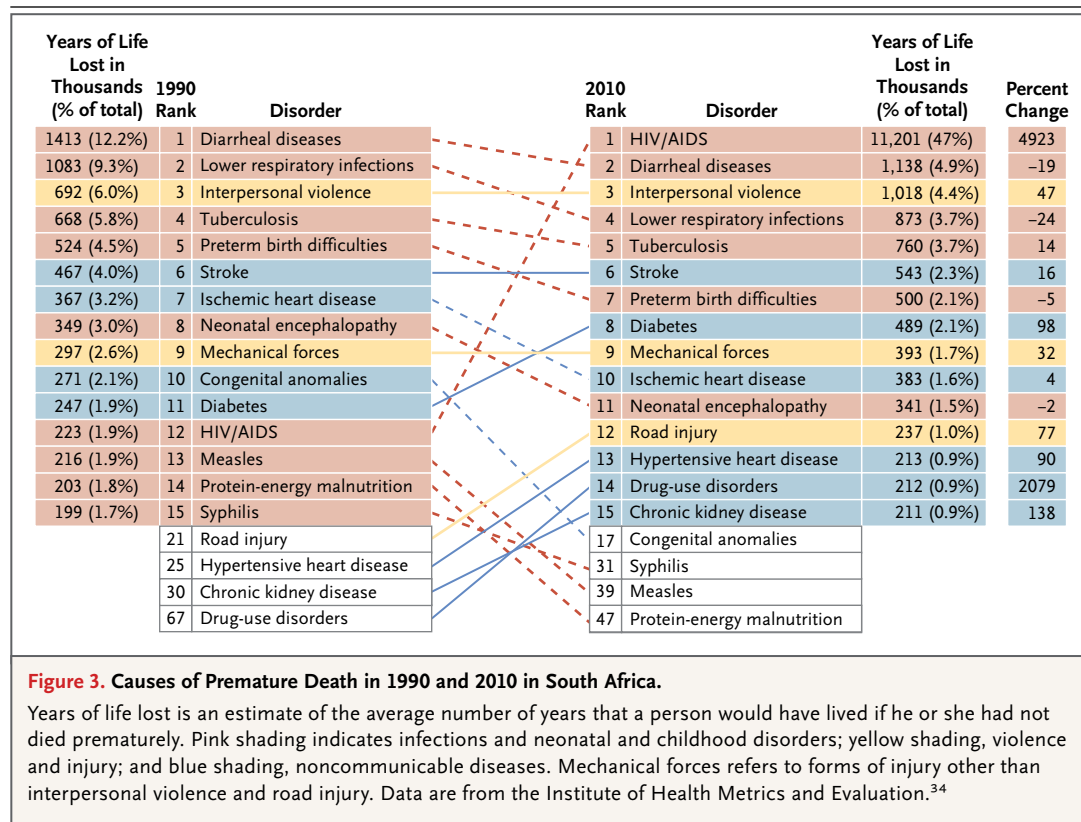 Years of Life Lost in Thousands (% of total) 1990 Rank Disorder
2010 Rank Disorder Years of Life Lost in Thousands (% of total) Percent Change
1413 (12.2%) 1 Diarrheal diseases 1 HIV/AIDS 11,201 (47%) 4923
1083 (9.3%) 2 Lower respiratory infections 2 Diarrheal diseases 1,138 (4.9%) –19
692 (6.0%) 3 Interpersonal violence 3 Interpersonal violence 1,018 (4.4%) 47
668 (5.8%) 4 Tuberculosis 4 Lower respiratory infections 873 (3.7%) –24
524 (4.5%) 5 Preterm birth difficulties 5 Tuberculosis 760 (3.7%) 14
467 (4.0%) 6 Stroke 6 Stroke 543 (2.3%) 16
367 (3.2%) 7 Ischemic heart disease 7 Preterm birth difficulties 500 (2.1%) –5
349 (3.0%) 8 Neonatal encephalopathy 8 Diabetes 489 (2.1%) 98
297 (2.6%) 9 Mechanical forces 9 Mechanical forces 393 (1.7%) 32
271 (2.1%) 10 Congenital anomalies 10 Ischemic heart disease 383 (1.6%) 4
247 (1.9%) 11 Diabetes 11 Neonatal encephalopathy 341 (1.5%) –2
223 (1.9%) 12 HIV/AIDS 12 Road injury 237 (1.0%) 77
216 (1.9%) 13 Measles 13 Hypertensive heart disease 213 (0.9%) 90
203 (1.8%) 14 Protein-energy malnutrition 14 Drug-use disorders 212 (0.9%) 2079
199 (1.7%) 15 Syphilis 15 Chronic kidney disease 211 (0.9%) 138
21 Road injury 17 Congenital anomalies
25 Hypertensive heart disease 31 Syphilis
30 Chronic kidney disease 39 Measles
67 Drug-use disorders 47 Protein-energy malnutrition
Figure 3. Causes of Premature Death in 1990 and 2010 in South Africa.
Years of life lost is an estimate of the average number of years that a person would have lived if he or she had not
died prematurely. Pink shading indicates infections and neonatal and childhood disorders; yellow shading, violence
and injury; and blue shading, noncommunicable diseases. Mechanical forces refers to forms of injury other than
interpersonal violence and road injury. Data are from the Institute of Health Metrics and Evaluation.³⁴